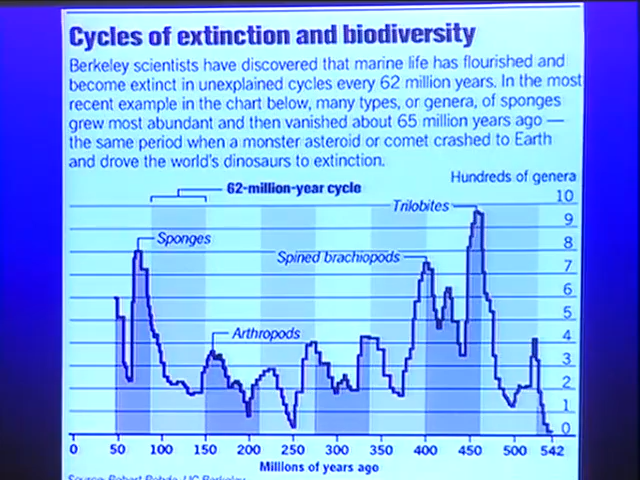 Cycles of extinction and biodiversity
Berkeley scientists have discovered that marine life has flourished and
become extinct in unexplained cycles every 62 million years. In the most
recent example in the chart below, many types, or genera, of sponges
grew most abundant and then vanished about 65 million years ago —
the same period when a monster asteroid or comet crashed to Earth
and drove the world's dinosaurs to extinction.
Hundreds of genera
62-million-year cycle
10
Trilobites
9
Sponges
8
Spined brachiopods
7
6
5
Arthropods
4
3
2
1
0
0 50 100 150 200 250 300 350 400 450 500 542
Millions of years ago
Source: Robert Rohde, UC Berkeley